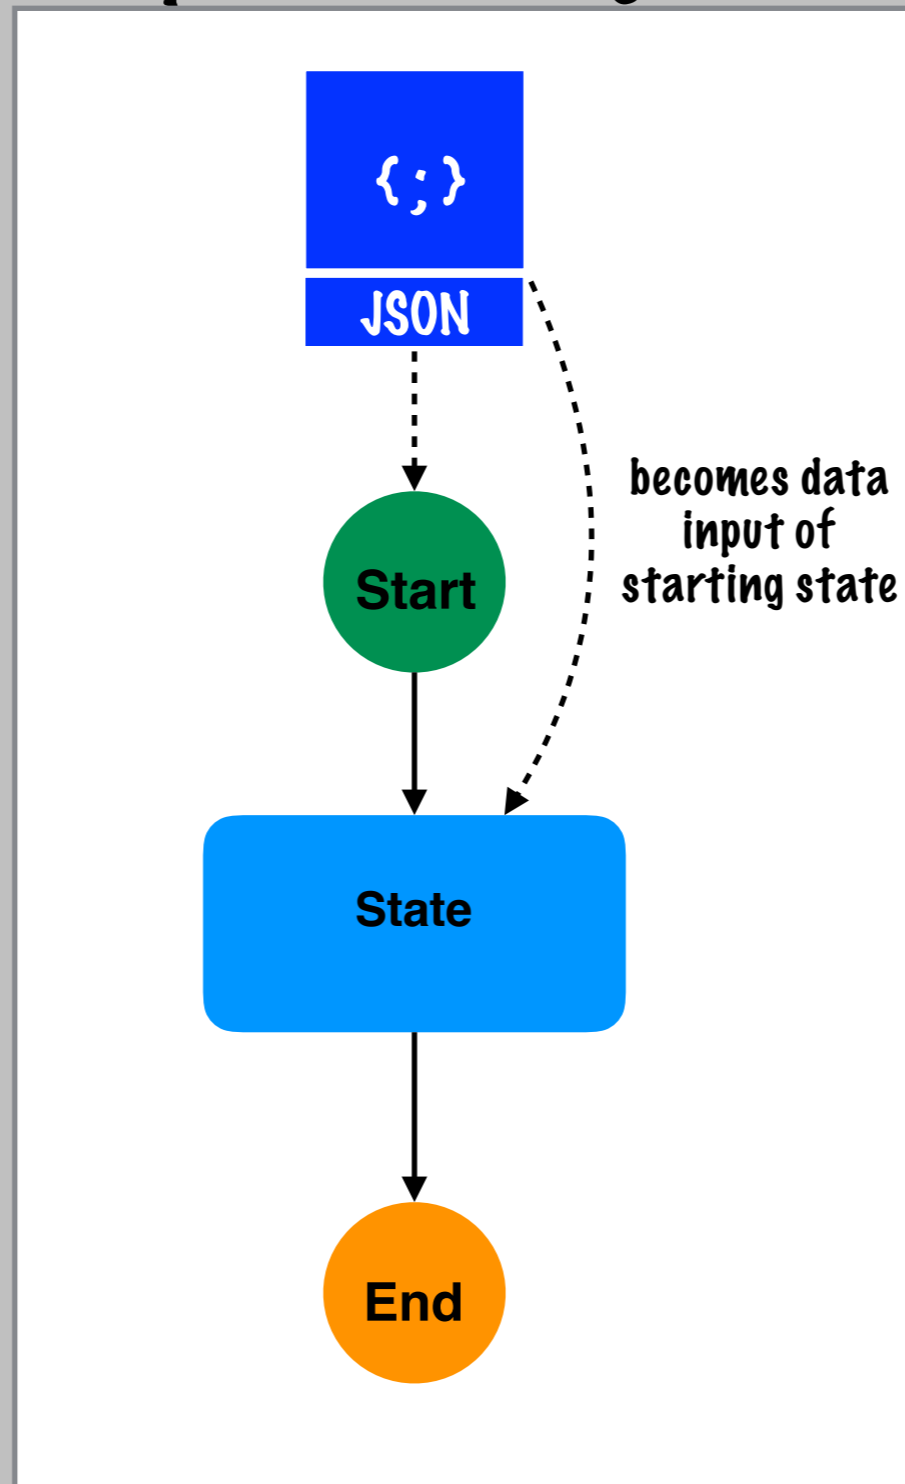 {;}
JSON
becomes data
input of
starting state
Start
State
End